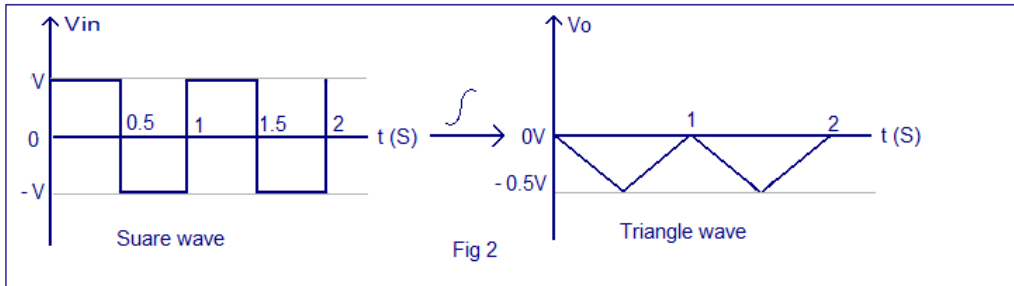 Vin
V
0
- V
0.5
1
1.5
2
t (S)
Suare wave
∫
Fig 2
Vo
0V
- 0.5V
1
2
t (S)
Triangle wave